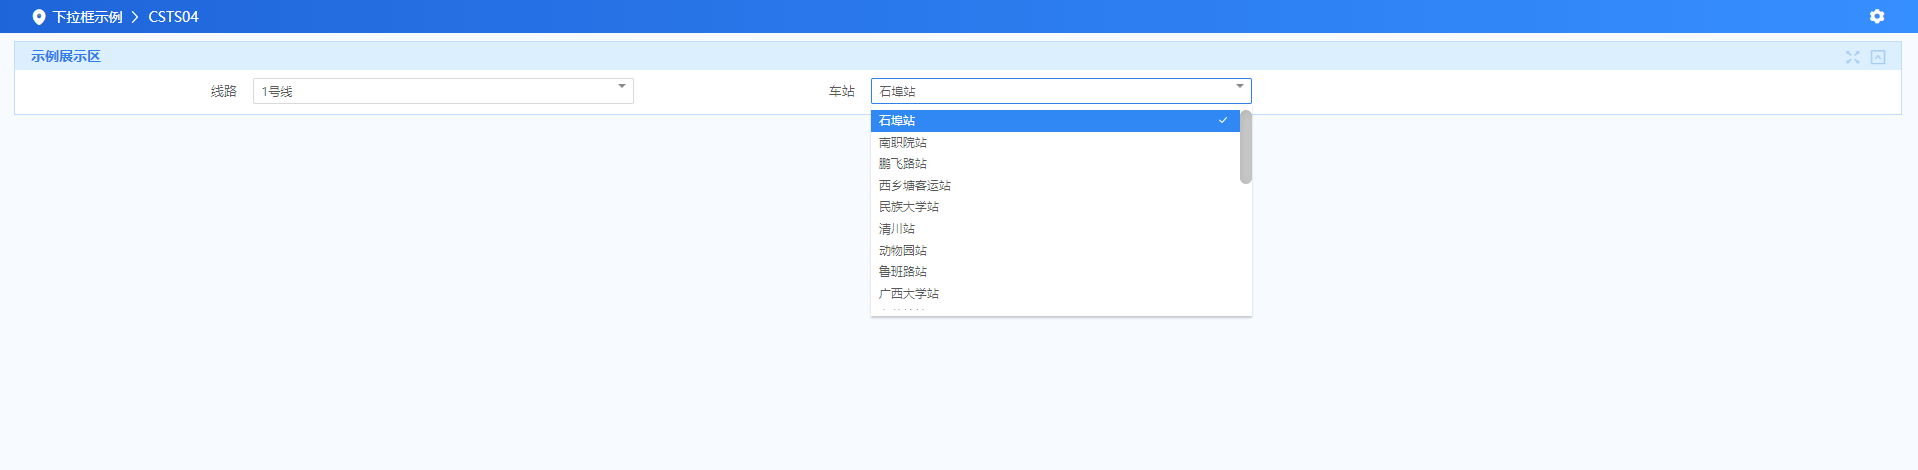 下拉框示例 > CSTS04
示例展示区
线路 1号线 车站 石埠站
石埠站
南职院站
鹏飞路站
西乡塘客运站
民族大学站
清川站
动物园站
鲁班路站
广西大学站